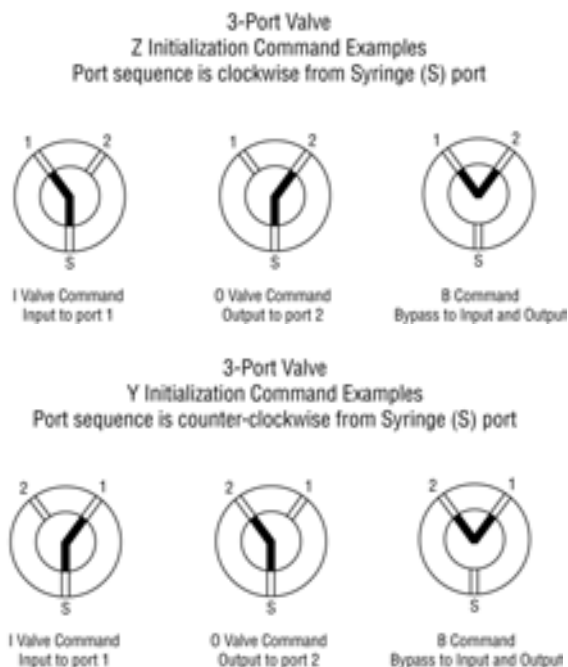 3-Port Valve
Z Initialization Command Examples
Port sequence is clockwise from Syringe (S) port
1 2 1 2 1 2
S S S
I Valve Command O Valve Command B Command
Input to port 1 Output to port 2 Bypass to Input and Output
3-Port Valve
Y Initialization Command Examples
Port sequence is counter-clockwise from Syringe (S) port
2 1 2 1 2 1
S S S
I Valve Command O Valve Command B Command
Input to port 1 Output to port 2 Bypass to Input and Output